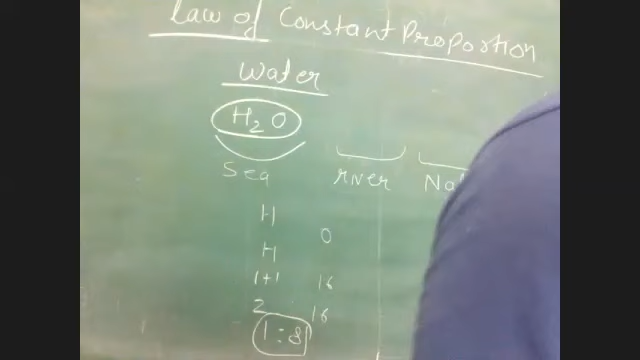 Law of Constant Proportion
Water
H₂O
Sea river
H
O
H
1+1 16
2 16
1:8